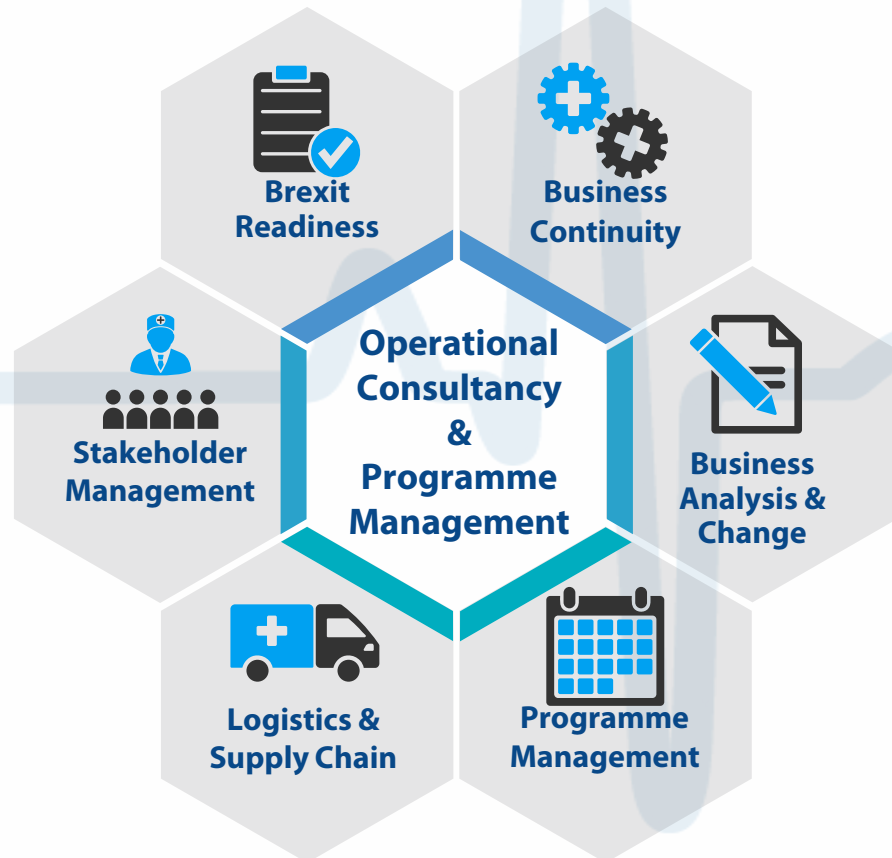 Brexit
Readiness
Business
Continuity
Operational
Consultancy
&
Programme
Management
Stakeholder
Management
Business
Analysis &
Change
Logistics &
Supply Chain
Programme
Management